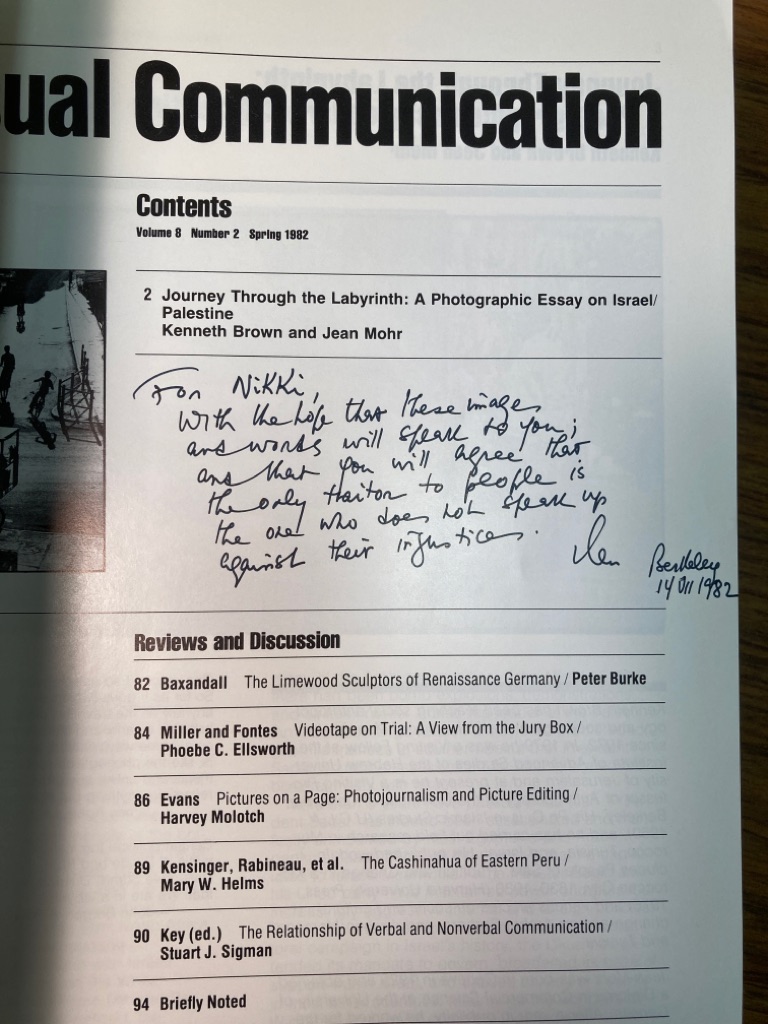 ual Communication
Contents
Volume 8 Number 2 Spring 1982
2 Journey Through the Labyrinth: A Photographic Essay on Israel/
Palestine
Kenneth Brown and Jean Mohr
For Nikki,
With the hope that these images
and words will speak to you;
and that you will agree that
the only traitor to people is
the one who does not speak up
against their injustices.
Ken Berkeley
14 VII 1982
Reviews and Discussion
82 Baxandall The Limewood Sculptors of Renaissance Germany / Peter Burke
84 Miller and Fontes Videotape on Trial: A View from the Jury Box /
Phoebe C. Ellsworth
86 Evans Pictures on a Page: Photojournalism and Picture Editing /
Harvey Molotch
89 Kensinger, Rabineau, et al. The Cashinahua of Eastern Peru /
Mary W. Helms
90 Key (ed.) The Relationship of Verbal and Nonverbal Communication /
Stuart J. Sigman
94 Briefly Noted